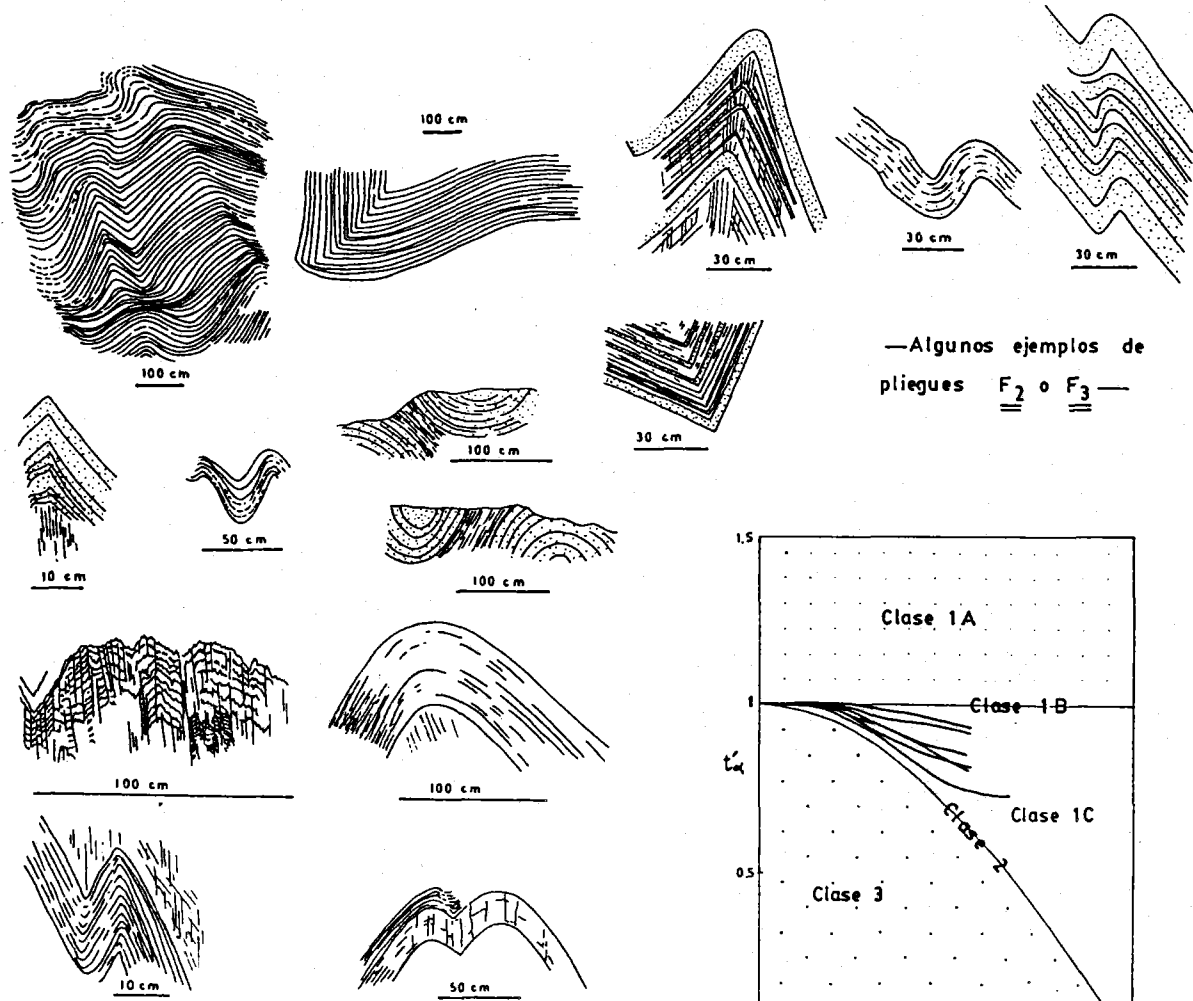 100 cm
100 cm
30 cm
30 cm
30 cm
30 cm
—Algunos ejemplos de
pliegues F2 o F3—
100 cm
10 cm
50 cm
100 cm
100 cm
100 cm
10 cm
50 cm
1,5
Clase 1A
1
Clase 1B
t'α
Clase 1C
Clase 2
0.5
Clase 3